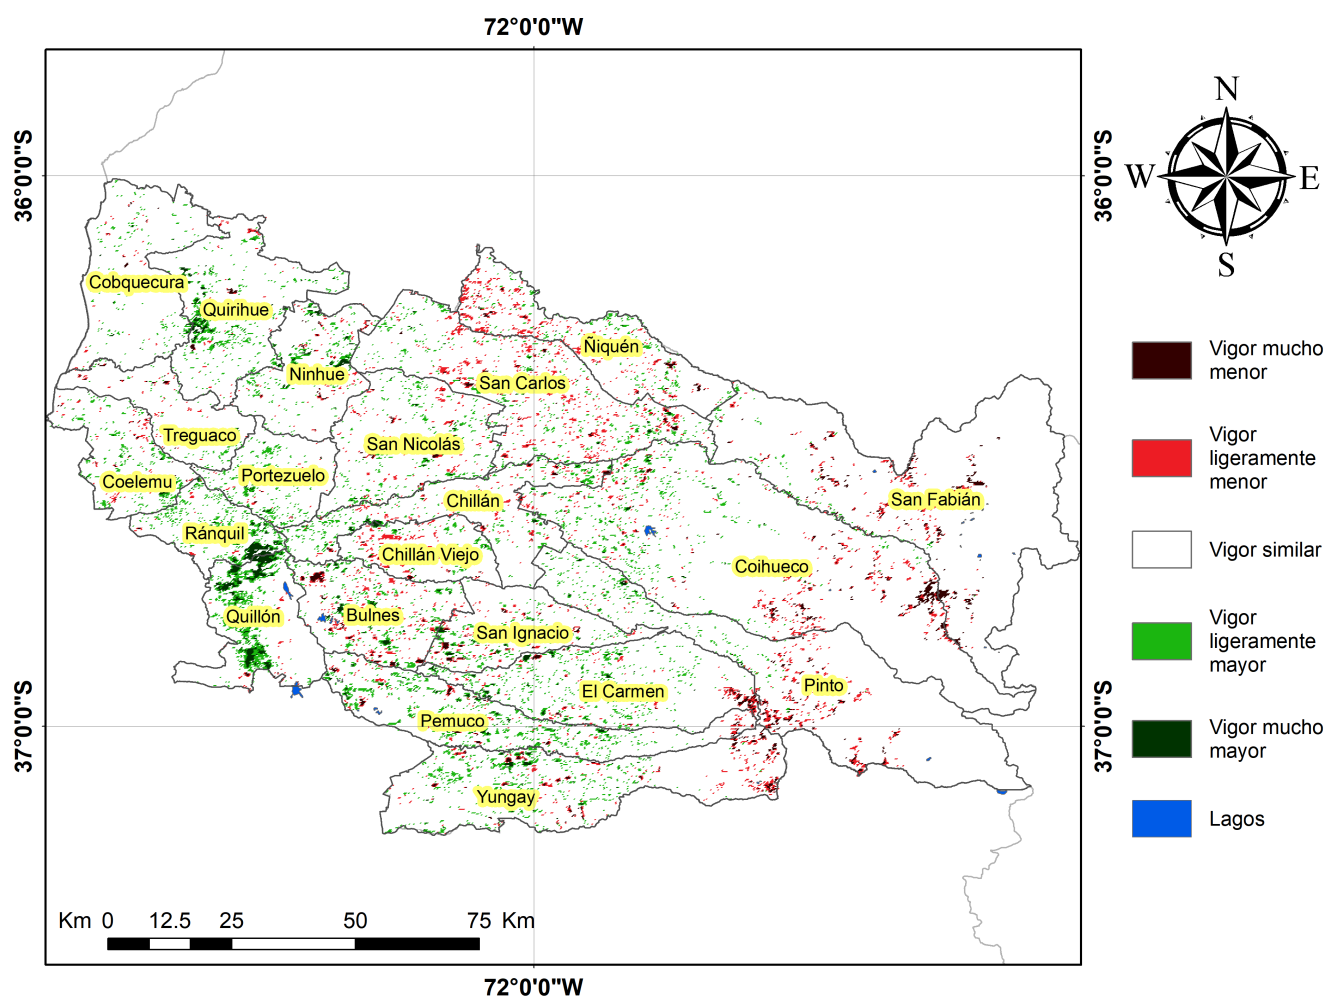 72°0'0"W
36°0'0"S
36°0'0"S
N
W
E
S
Cobquecura
Quirihue
Ñiquén
Ninhue
San Carlos
Treguaco
San Nicolás
Portezuelo
Coelemu
Chillán
San Fabián
Ránquil
Chillán Viejo
Coihueco
Quillón
Bulnes
San Ignacio
Pinto
El Carmen
Pemuco
Yungay
37°0'0"S
37°0'0"S
Vigor mucho
menor
Vigor
ligeramente
menor
Vigor similar
Vigor
ligeramente
mayor
Vigor mucho
mayor
Lagos
Km 0 12.5 25 50 75 Km
72°0'0"W